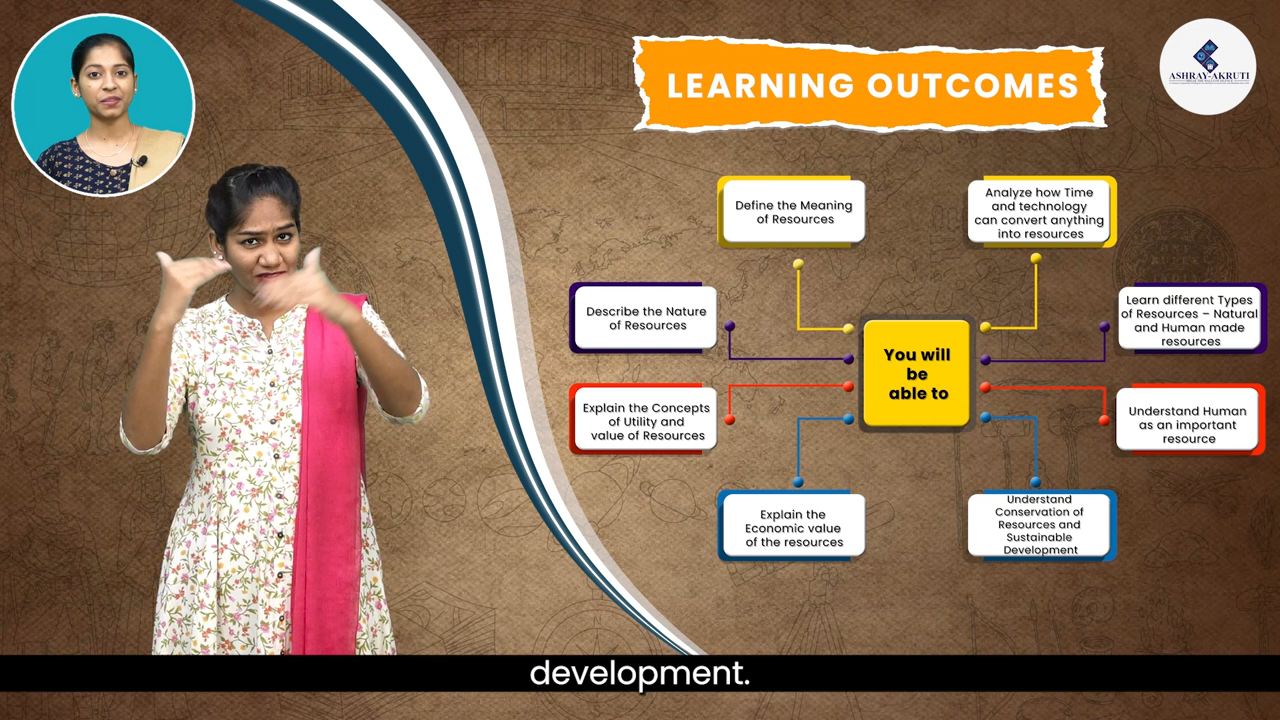 LEARNING OUTCOMES
ASHRAY-AKRUTI
Define the Meaning
of Resources
Analyze how Time
and technology
can convert anything
into resources
Describe the Nature
of Resources
Learn different Types
of Resources – Natural
and Human made
resources
You will
be
able to
Explain the Concepts
of Utility and
value of Resources
Understand Human
as an important
resource
Explain the
Economic value
of the resources
Understand
Conservation of
Resources and
Sustainable
Development
development.